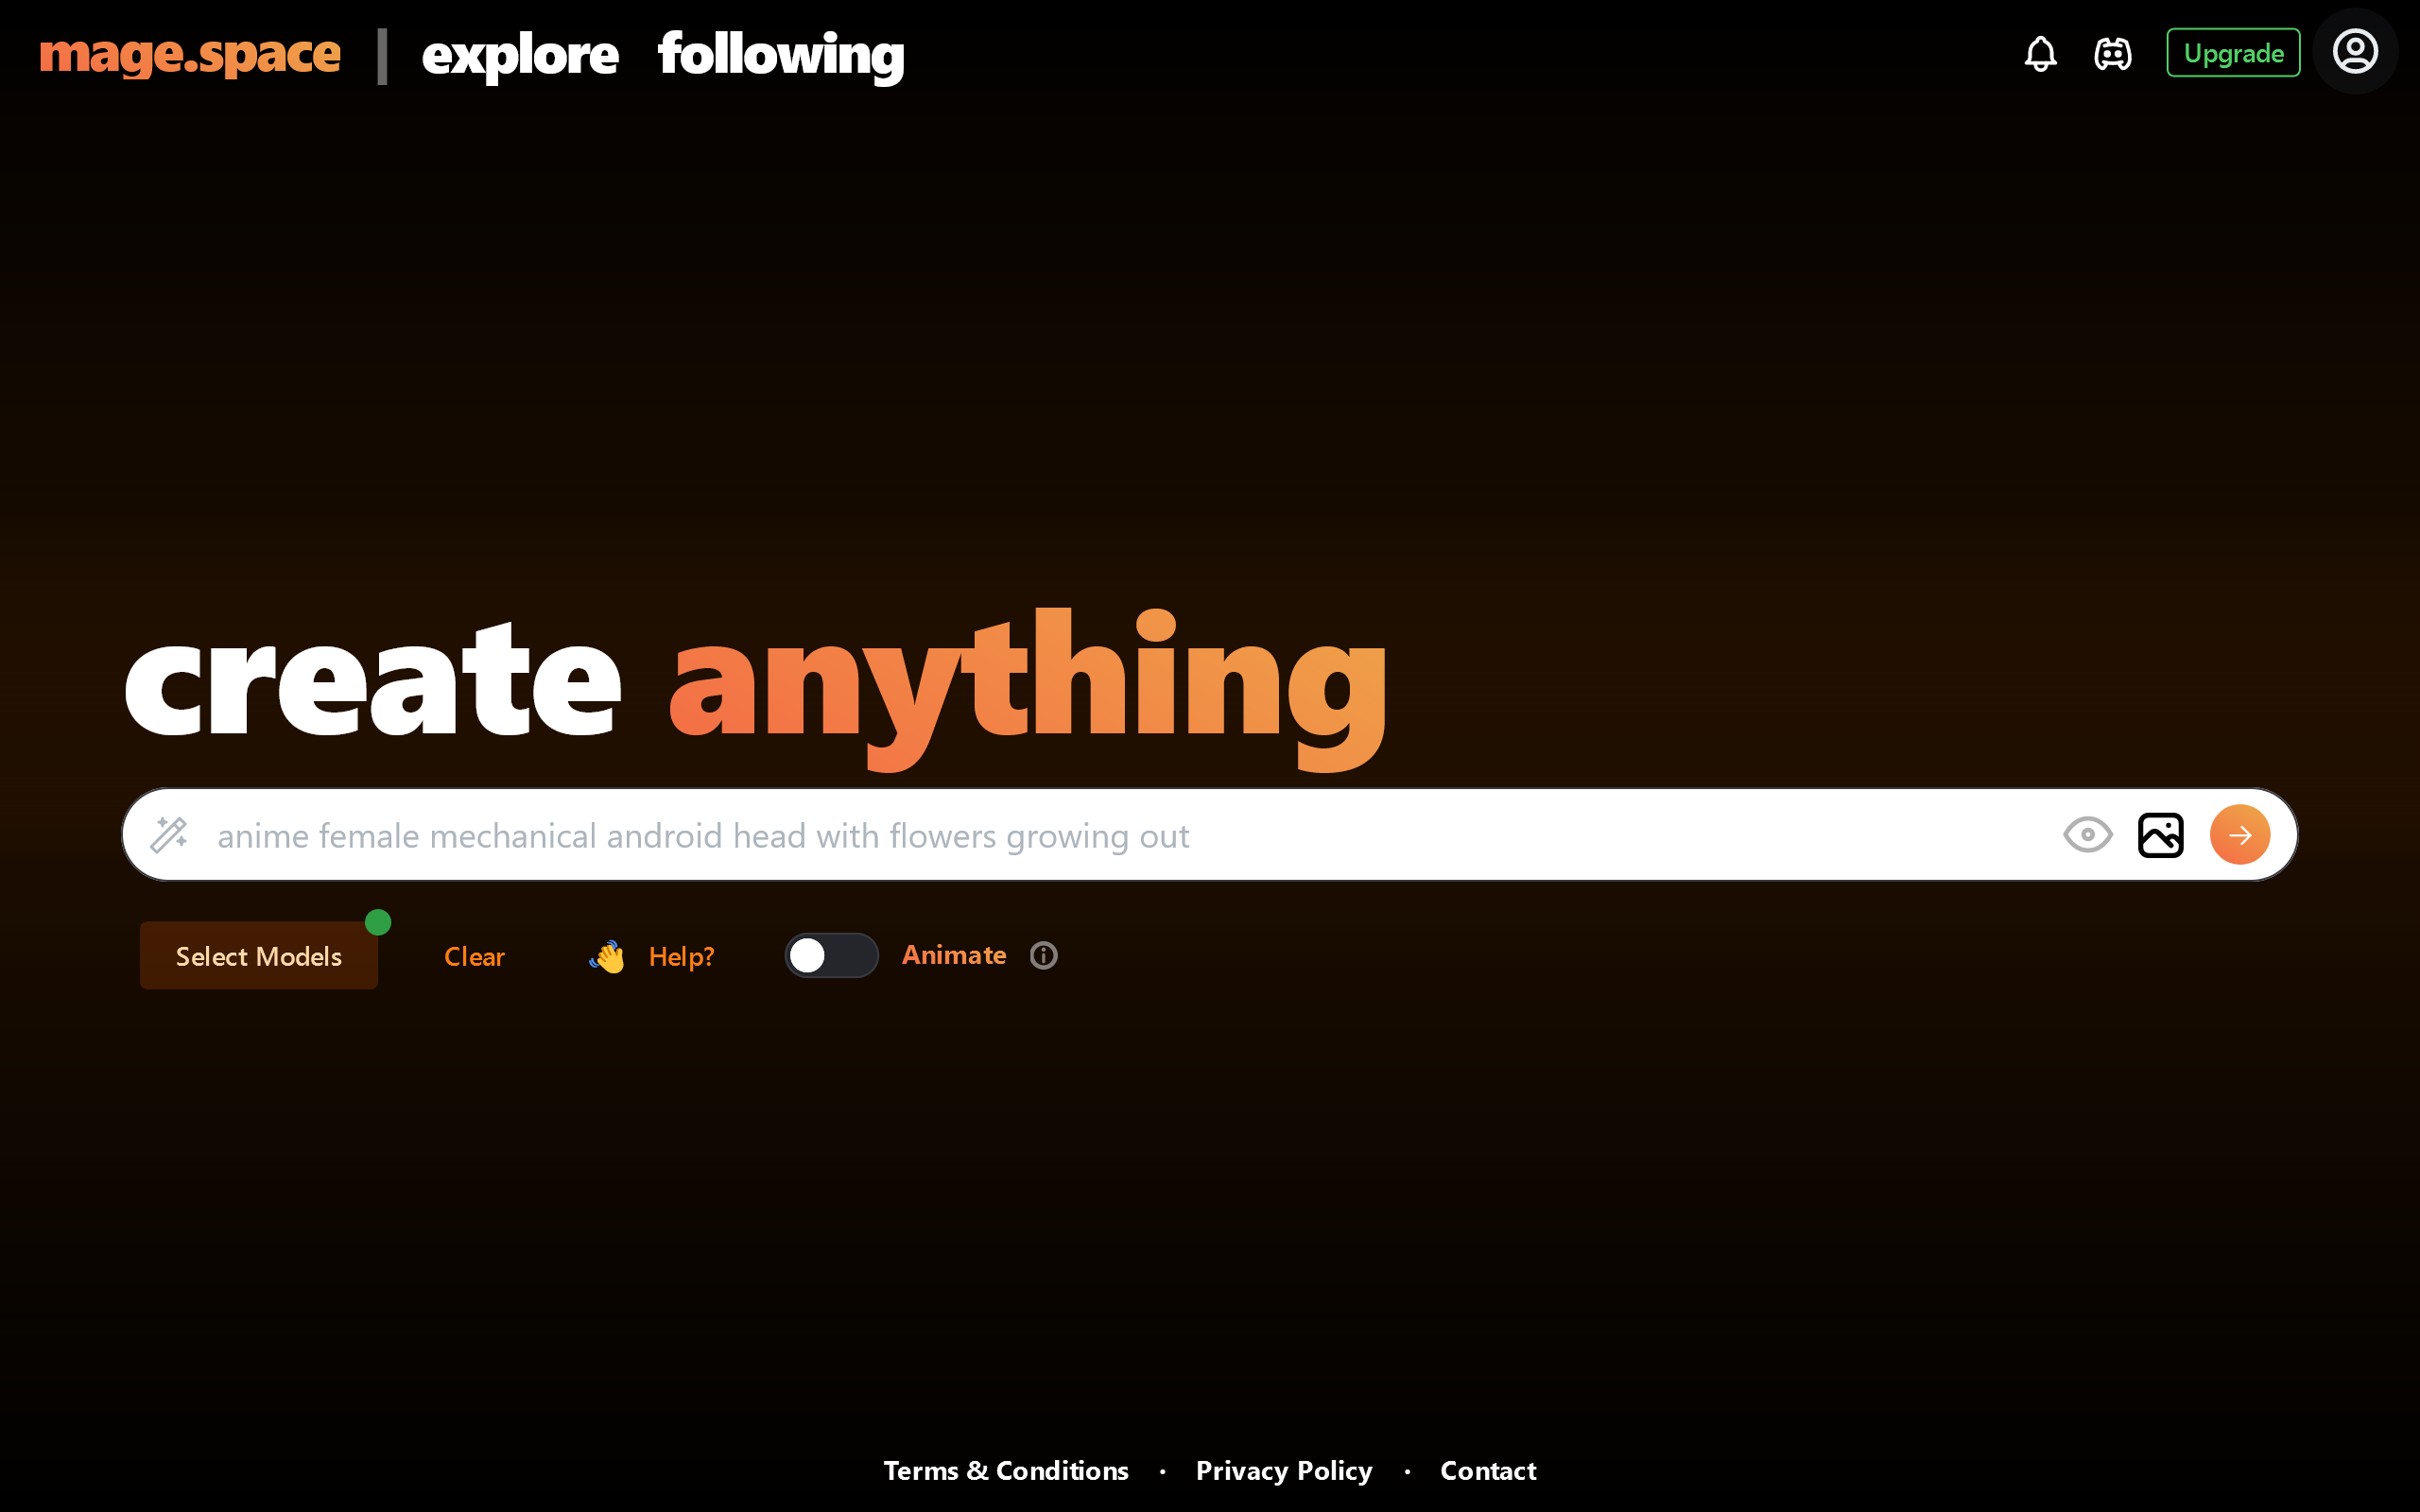 mage.space | explore following Upgrade
create anything
anime female mechanical android head with flowers growing out
Select Models Clear 👋 Help? Animate
Terms & Conditions · Privacy Policy · Contact